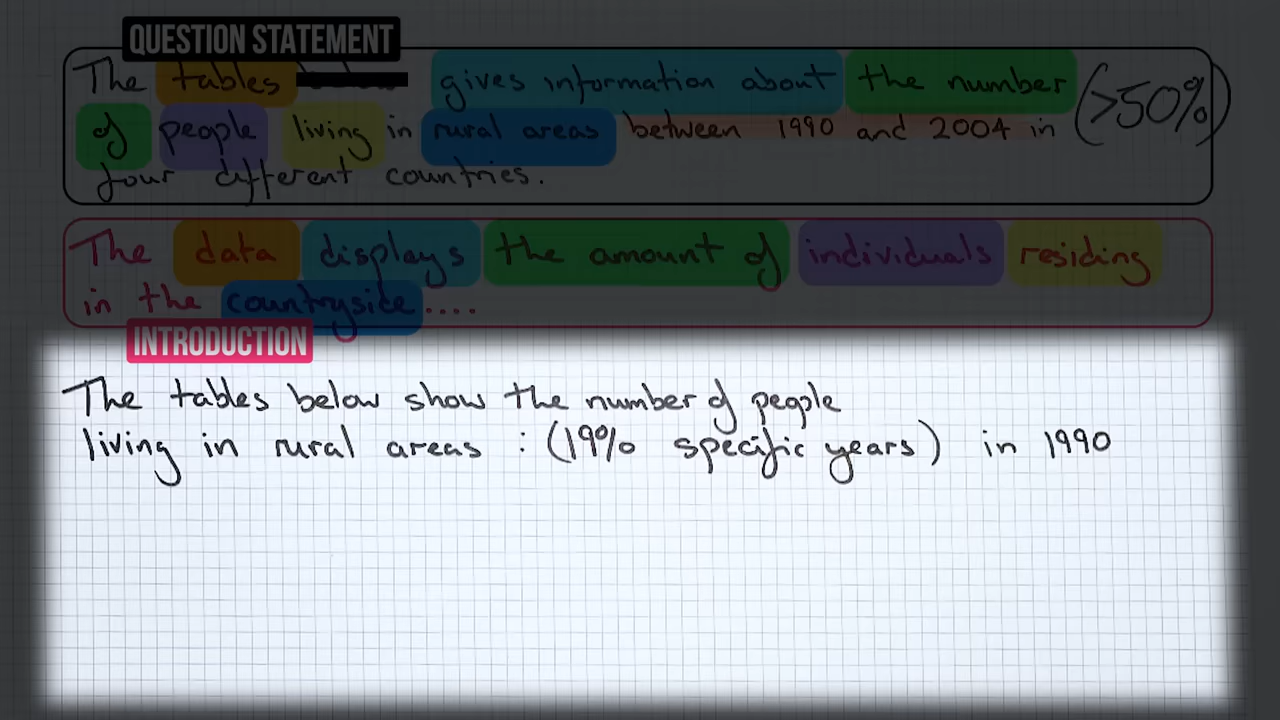 QUESTION STATEMENT
The tables gives information about the number
of people living in rural areas between 1990 and 2004 in (>50%)
four different countries.
The data displays the amount of individuals residing
in the countryside....
INTRODUCTION
The tables below show the number of people
living in rural areas : (19% specific years) in 1990